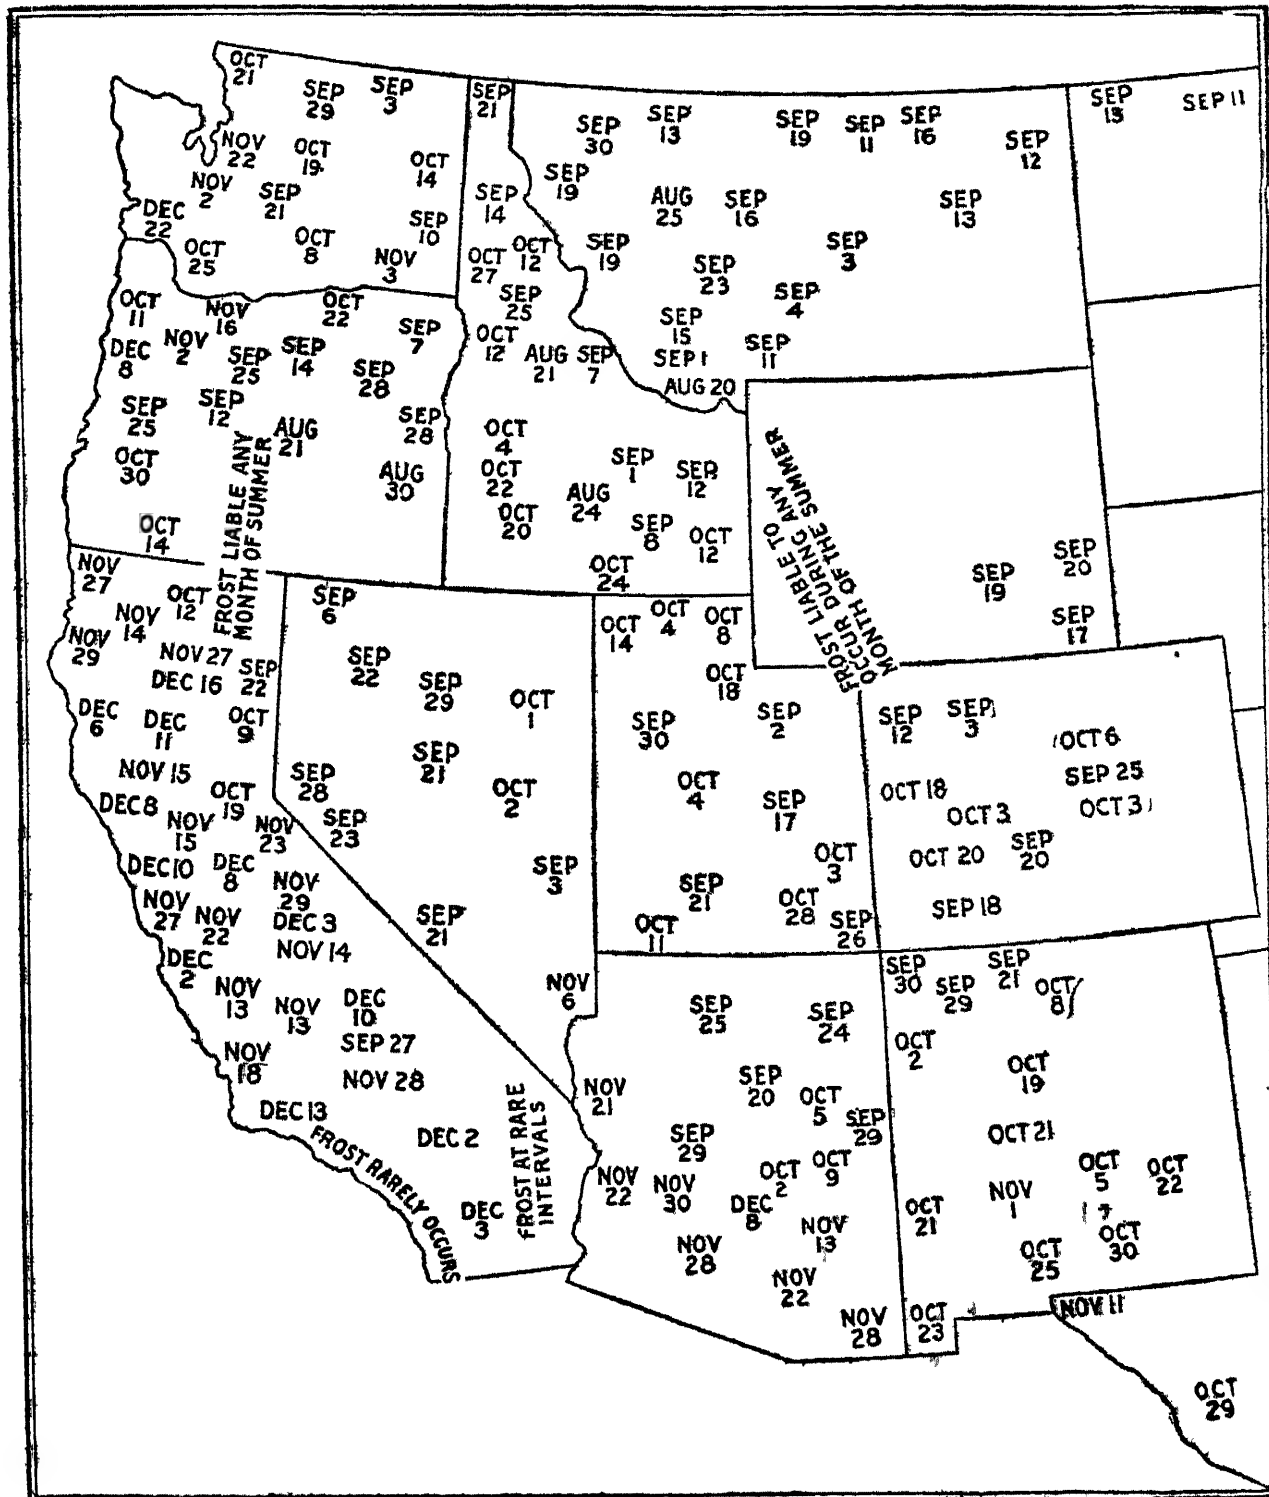 OCT
21
SEP
29
SEP
3
NOV
22
OCT
19
OCT
14
NOV
2
SEP
21
DEC
22
SEP
10
OCT
25
OCT
8
NOV
3
OCT
11
NOV
16
OCT
22
SEP
7
DEC
8
NOV
2
SEP
25
SEP
14
SEP
28
SEP
25
SEP
12
AUG
21
SEP
28
OCT
30
AUG
30
OCT
14
FROST LIABLE ANY
MONTH OF SUMMER
SEP
21
SEP
14
OCT
27
OCT
12
SEP
25
OCT
12
AUG
21
SEP
7
OCT
4
OCT
22
OCT
20
SEP
1
SEP
12
AUG
24
SEP
8
OCT
12
OCT
24
SEP
30
SEP
13
SEP
19
SEP
11
SEP
16
SEP
12
SEP
19
AUG
25
SEP
16
SEP
13
SEP
19
SEP
23
SEP
3
SEP
4
SEP
15
SEP 1
SEP
11
AUG 20
SEP 11
FROST LIABLE TO
OCCUR DURING ANY
MONTH OF THE SUMMER
SEP
19
SEP
20
SEP
17
NOV
27
OCT
12
NOV
14
NOV
29
NOV 27
DEC 16
SEP
22
DEC
6
DEC
11
OCT
9
NOV 15
DEC 8
OCT
19
NOV
15
NOV
23
DEC 10
DEC
8
NOV
29
NOV
27
NOV
22
DEC 3
NOV 14
DEC
2
NOV
13
NOV
13
DEC
10
SEP 27
NOV
18
NOV 28
DEC 13
DEC 2
DEC
3
FROST RARELY OCCURS
FROST AT RARE
INTERVALS
SEP
6
SEP
22
SEP
29
OCT
1
SEP
21
OCT
2
SEP
28
SEP
23
SEP
3
SEP
21
NOV
6
OCT
14
OCT
4
OCT
8
OCT
18
SEP
30
SEP
2
OCT
4
SEP
17
OCT
3
SEP
21
OCT
28
SEP
26
OCT
11
SEP
12
SEP
3
OCT 6
SEP 25
OCT 18
OCT 3
OCT 3
OCT 20
SEP
20
SEP 18
SEP
25
SEP
24
NOV
21
SEP
20
OCT
5
SEP
29
SEP
29
OCT
2
OCT
9
NOV
22
NOV
30
DEC
8
NOV
13
NOV
28
NOV
22
NOV
28
SEP
30
SEP
29
SEP
21
OCT
8
OCT
2
OCT
19
OCT 21
OCT
5
OCT
22
NOV
1
OCT
21
OCT
30
OCT
25
OCT
23
NOV 11
OCT
29